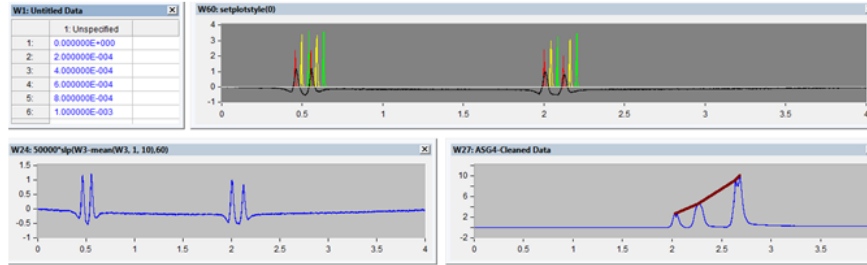 W1: Untitled Data
1: Unspecified
1: 0.000000E+000
2: 2.000000E-004
3: 4.000000E-004
4: 6.000000E-004
5: 8.000000E-004
6: 1.000000E-003
W60: setplotstyle(0)
4
3
2
1
0
-1
0 0.5 1 1.5 2 2.5 3 3.5 4
W24: 50000*slp(W3-mean(W3, 1, 10),60)
1.5
1
0.5
0
-0.5
-1
0 0.5 1 1.5 2 2.5 3 3.5 4
W27: ASG4-Cleaned Data
10
8
6
4
2
0
-2
0 0.5 1 1.5 2 2.5 3 3.5